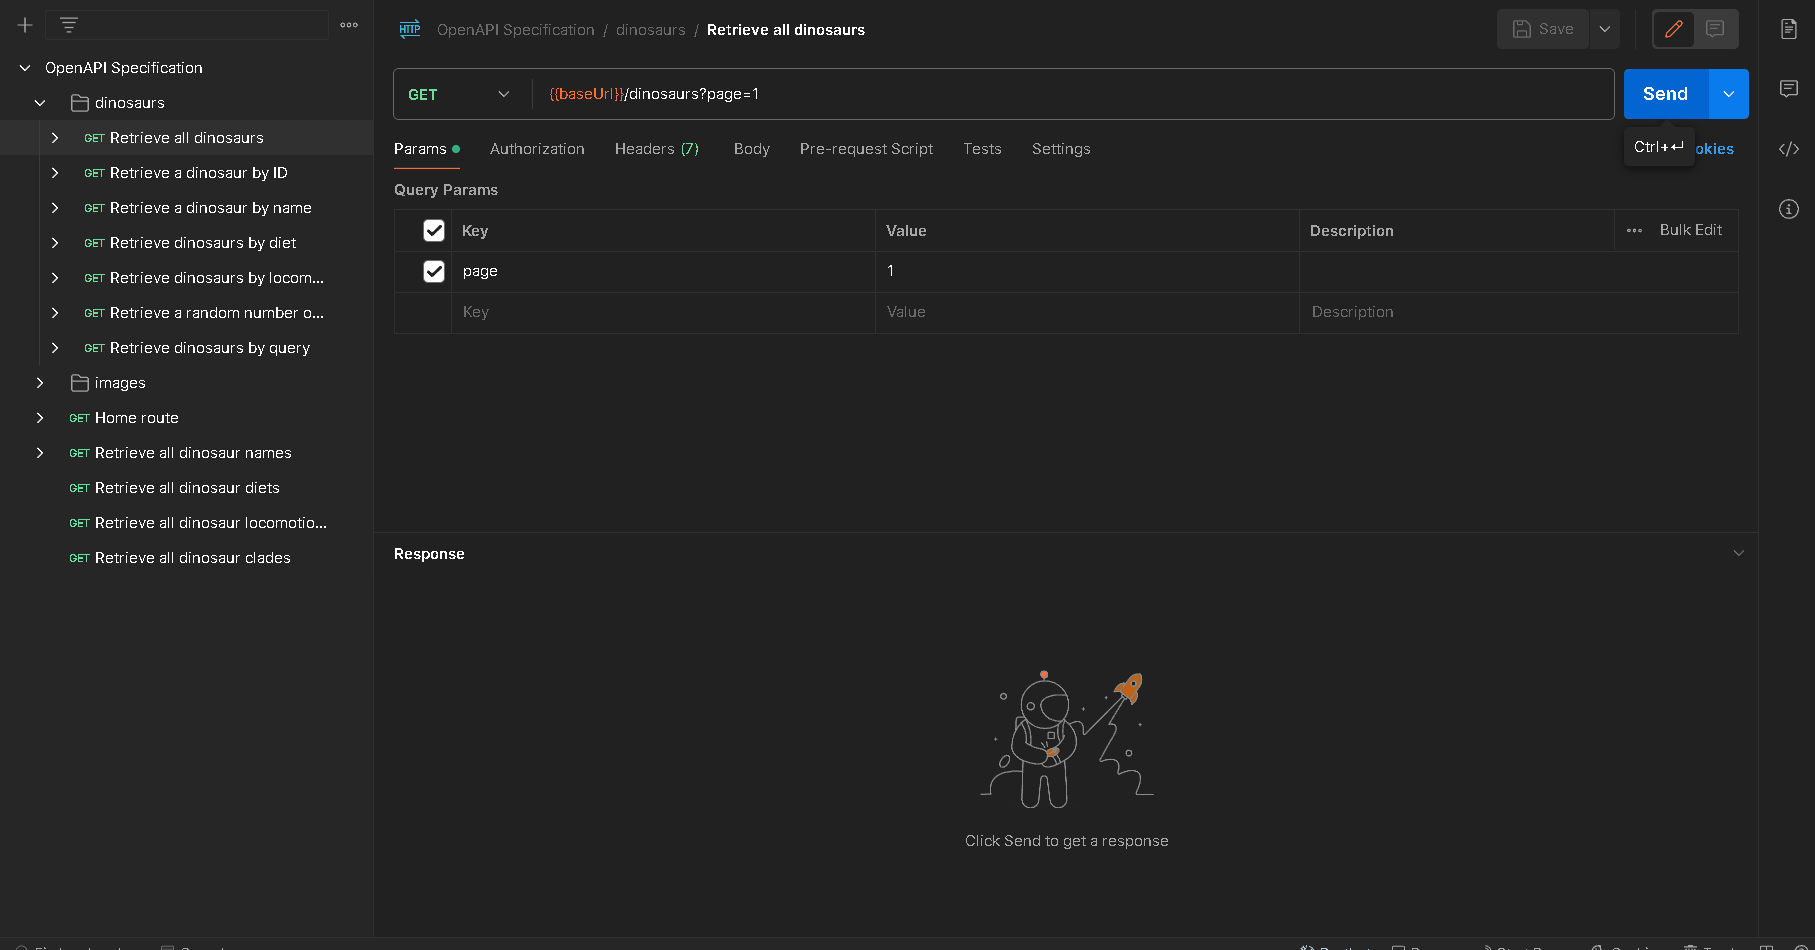 OpenAPI Specification
dinosaurs
GET Retrieve all dinosaurs
GET Retrieve a dinosaur by ID
GET Retrieve a dinosaur by name
GET Retrieve dinosaurs by diet
GET Retrieve dinosaurs by locom...
GET Retrieve a random number o...
GET Retrieve dinosaurs by query
images
GET Home route
GET Retrieve all dinosaur names
GET Retrieve all dinosaur diets
GET Retrieve all dinosaur locomotio...
GET Retrieve all dinosaur clades
HTTP OpenAPI Specification / dinosaurs / Retrieve all dinosaurs
Save
GET {{baseUrl}}/dinosaurs?page=1
Send
Params Authorization Headers (7) Body Pre-request Script Tests Settings
Ctrl+↵ okies
Query Params
Key Value Description ••• Bulk Edit
page 1
Key Value Description
Response
Click Send to get a response